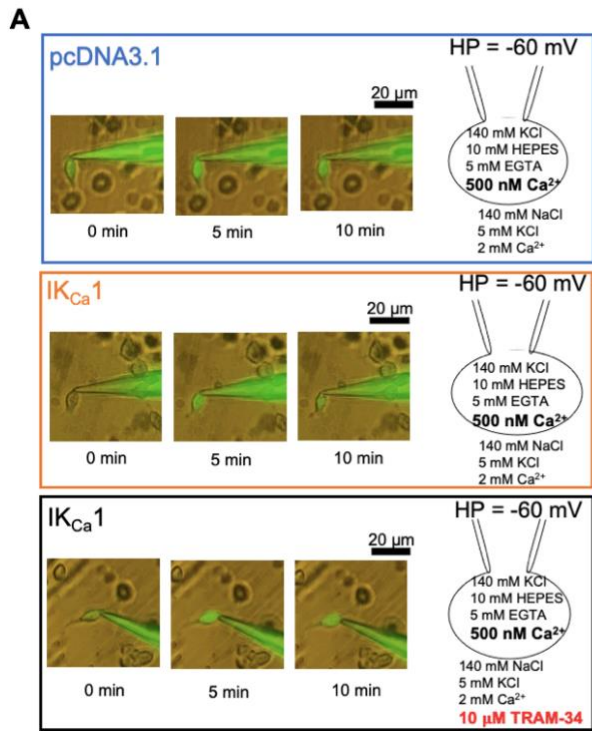 A
pcDNA3.1
HP = -60 mV
20 µm
140 mM KCl
10 mM HEPES
5 mM EGTA
500 nM Ca²⁺
140 mM NaCl
5 mM KCl
2 mM Ca²⁺
0 min 5 min 10 min
IK_Ca1
HP = -60 mV
20 µm
140 mM KCl
10 mM HEPES
5 mM EGTA
500 nM Ca²⁺
140 mM NaCl
5 mM KCl
2 mM Ca²⁺
0 min 5 min 10 min
IK_Ca1
HP = -60 mV
20 µm
140 mM KCl
10 mM HEPES
5 mM EGTA
500 nM Ca²⁺
140 mM NaCl
5 mM KCl
2 mM Ca²⁺
10 µM TRAM-34
0 min 5 min 10 min